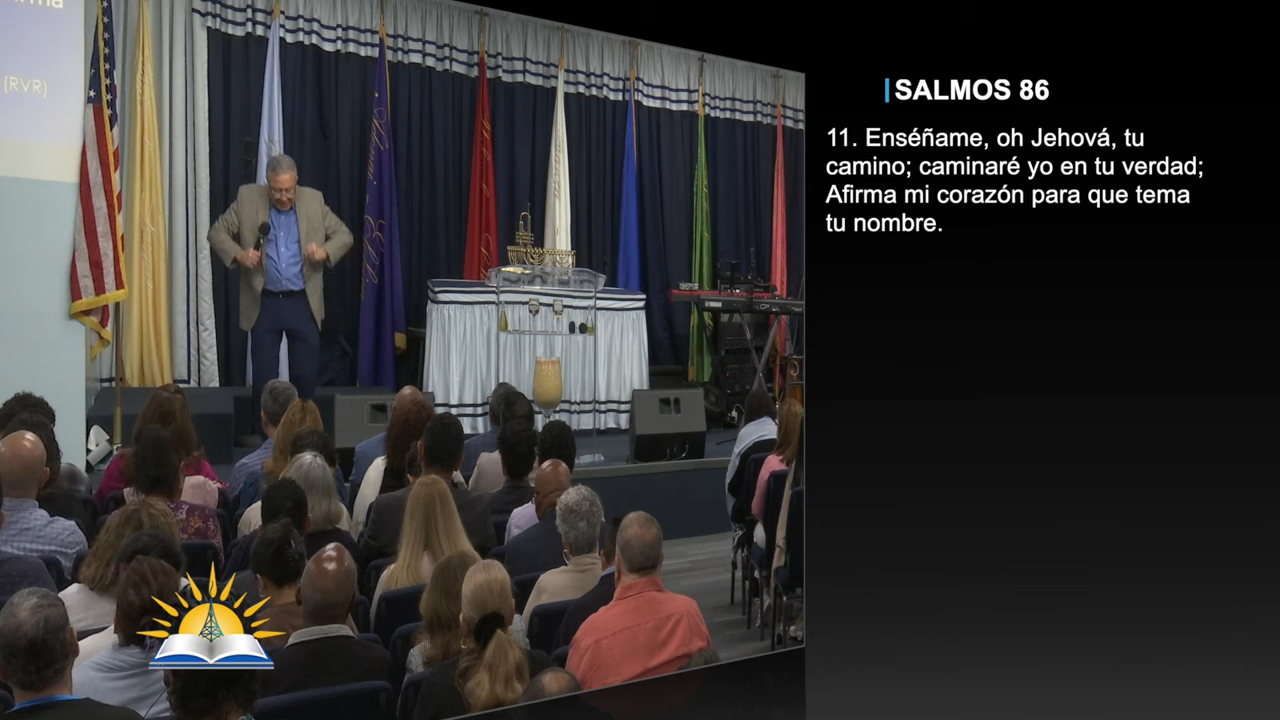 (RVR)
SALMOS 86
11. Enséñame, oh Jehová, tu
camino; caminaré yo en tu verdad;
Afirma mi corazón para que tema
tu nombre.